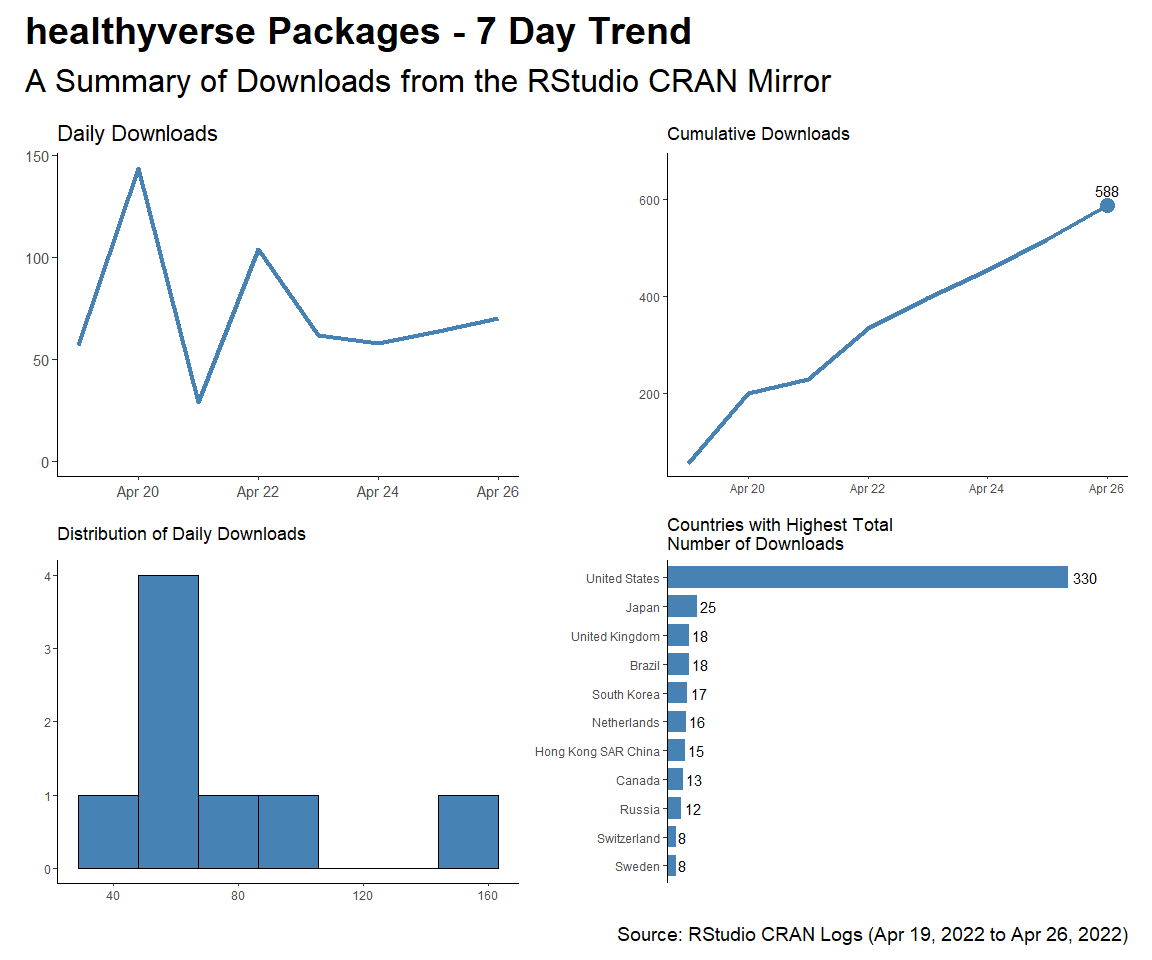 healthyverse Packages - 7 Day Trend
A Summary of Downloads from the RStudio CRAN Mirror
Daily Downloads
150
100
50
0
Apr 20
Apr 22
Apr 24
Apr 26
Cumulative Downloads
600
400
200
588
Apr 20
Apr 22
Apr 24
Apr 26
Distribution of Daily Downloads
4
3
2
1
0
40
80
120
160
Countries with Highest Total
Number of Downloads
United States 330
Japan 25
United Kingdom 18
Brazil 18
South Korea 17
Netherlands 16
Hong Kong SAR China 15
Canada 13
Russia 12
Switzerland 8
Sweden 8
Source: RStudio CRAN Logs (Apr 19, 2022 to Apr 26, 2022)